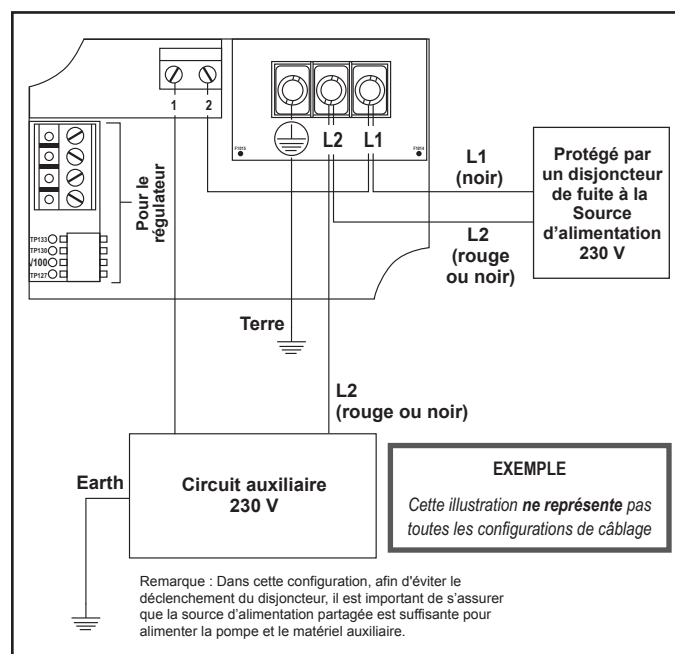 1 2
L2 L1
F1015 F1014
Pour le
régulateur
TP133
TP130
√100
TP127
L1
(noir)
L2
(rouge
ou noir)
Protégé par
un disjoncteur
de fuite à la
Source
d’alimentation
230 V
Terre
L2
(rouge ou noir)
Earth
Circuit auxiliaire
230 V
EXEMPLE
Cette illustration ne représente pas
toutes les configurations de câblage
Remarque : Dans cette configuration, afin d'éviter le
déclenchement du disjoncteur, il est important de s’assurer
que la source d’alimentation partagée est suffisante pour
alimenter la pompe et le matériel auxiliaire.